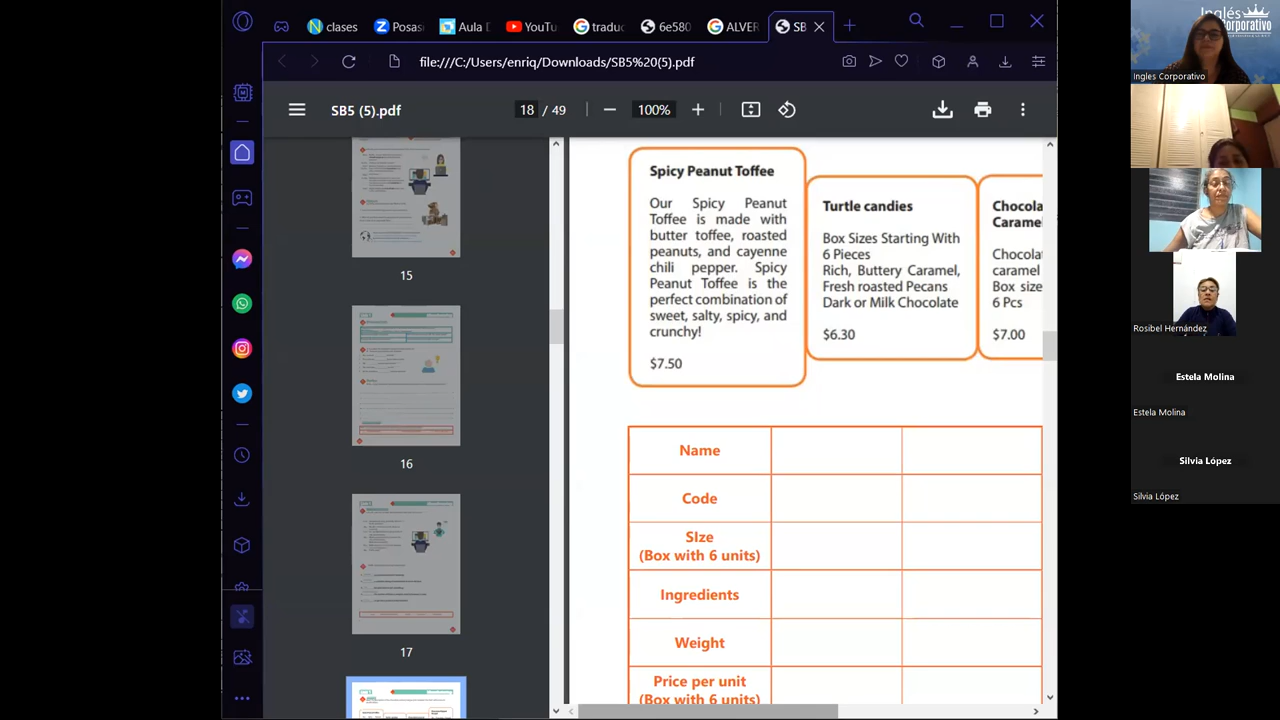 clases
Posas
Aula D
YouTu
traduc
6e580
ALVER
SB
file:///C:/Users/enriq/Downloads/SB5%20(5).pdf
SB5 (5).pdf
18 / 49
100%
15
16
17
Spicy Peanut Toffee
Our Spicy Peanut
Toffee is made with
butter toffee, roasted
peanuts, and cayenne
chili pepper. Spicy
Peanut Toffee is the
perfect combination of
sweet, salty, spicy, and
crunchy!
$7.50
Turtle candies
Box Sizes Starting With
6 Pieces
Rich, Buttery Caramel,
Fresh roasted Pecans
Dark or Milk Chocolate
$6.30
Chocola
Carame
Chocolat
caramel
Box size
6 Pcs
$7.00
Name
Code
SIze
(Box with 6 units)
Ingredients
Weight
Price per unit
(Box with 6 units)
Inglés
Corporativo
Ingles Corporativo
Rosibel Hernández
Estela Molina
Estela Molina
Silvia López
Silvia López